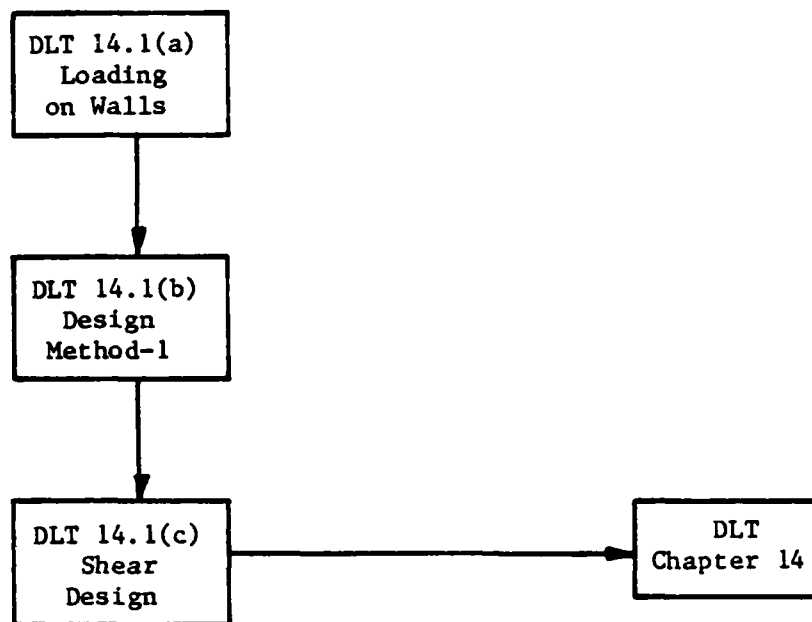 DLT 14.1(a)
Loading
on Walls
DLT 14.1(b)
Design
Method-1
DLT 14.1(c)
Shear
Design
DLT
Chapter 14